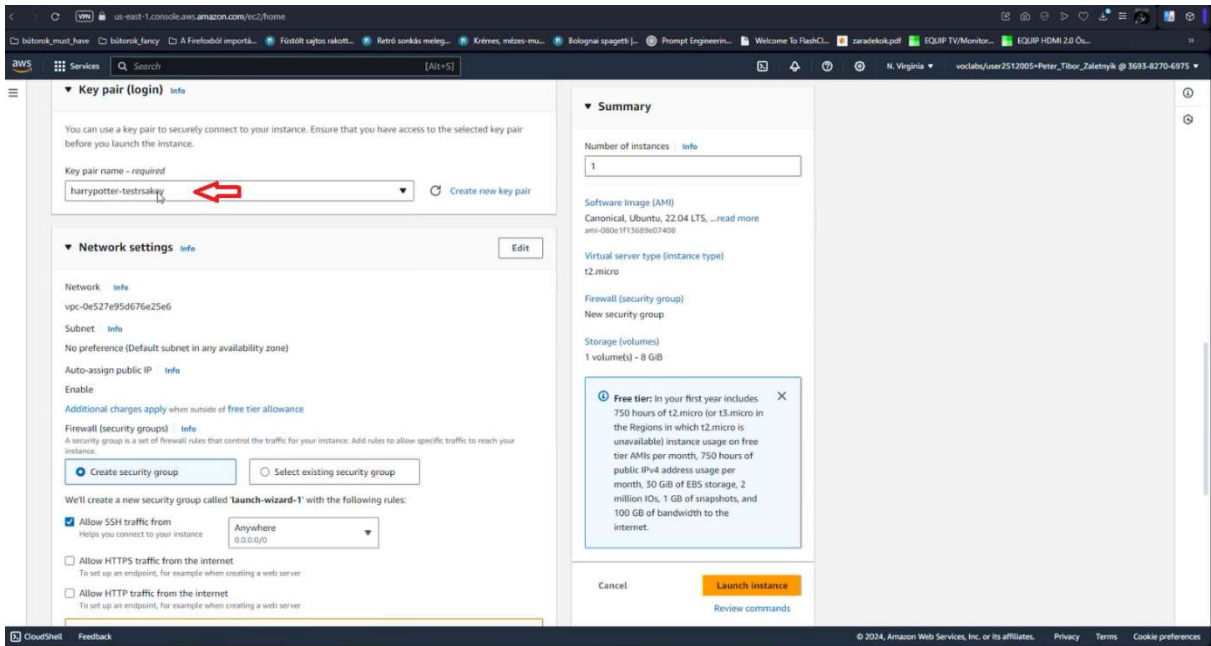 VPN us-east-1.console.aws.amazon.com/ec2/home
bútorok_must_have bútorok_fancy A Firefoxból importá... Füstölt sajtos rakott... Retró sonkás meleg... Krémes, mézes-mu... Bolognai spagetti |... Prompt Engineerin... Welcome To FlashCl... zaradekok.pdf EQUIP TV/Monitor... EQUIP HDMI 2.0 Ös...
aws Services Search [Alt+S] N. Virginia voclabs/user2512005=Peter_Tibor_Zaletnyik @ 3693-8270-6975
Key pair (login) Info
You can use a key pair to securely connect to your instance. Ensure that you have access to the selected key pair
before you launch the instance.
Key pair name - required
harrypotter-testrsakey
Create new key pair
Network settings Info
Edit
Network Info
vpc-0e527e95d676e25e6
Subnet Info
No preference (Default subnet in any availability zone)
Auto-assign public IP Info
Enable
Additional charges apply when outside of free tier allowance
Firewall (security groups) Info
A security group is a set of firewall rules that control the traffic for your instance. Add rules to allow specific traffic to reach your
instance.
Create security group
Select existing security group
We'll create a new security group called 'launch-wizard-1' with the following rules:
Allow SSH traffic from
Helps you connect to your instance
Anywhere
0.0.0.0/0
Allow HTTPS traffic from the internet
To set up an endpoint, for example when creating a web server
Allow HTTP traffic from the internet
To set up an endpoint, for example when creating a web server
Summary
Number of instances Info
1
Software Image (AMI)
Canonical, Ubuntu, 22.04 LTS, ...read more
ami-080e1f13689e07408
Virtual server type (instance type)
t2.micro
Firewall (security group)
New security group
Storage (volumes)
1 volume(s) - 8 GiB
Free tier: In your first year includes
750 hours of t2.micro (or t3.micro in
the Regions in which t2.micro is
unavailable) instance usage on free
tier AMIs per month, 750 hours of
public IPv4 address usage per
month, 30 GiB of EBS storage, 2
million IOs, 1 GB of snapshots, and
100 GB of bandwidth to the
internet.
Cancel
Launch instance
Review commands
CloudShell Feedback © 2024, Amazon Web Services, Inc. or its affiliates. Privacy Terms Cookie preferences